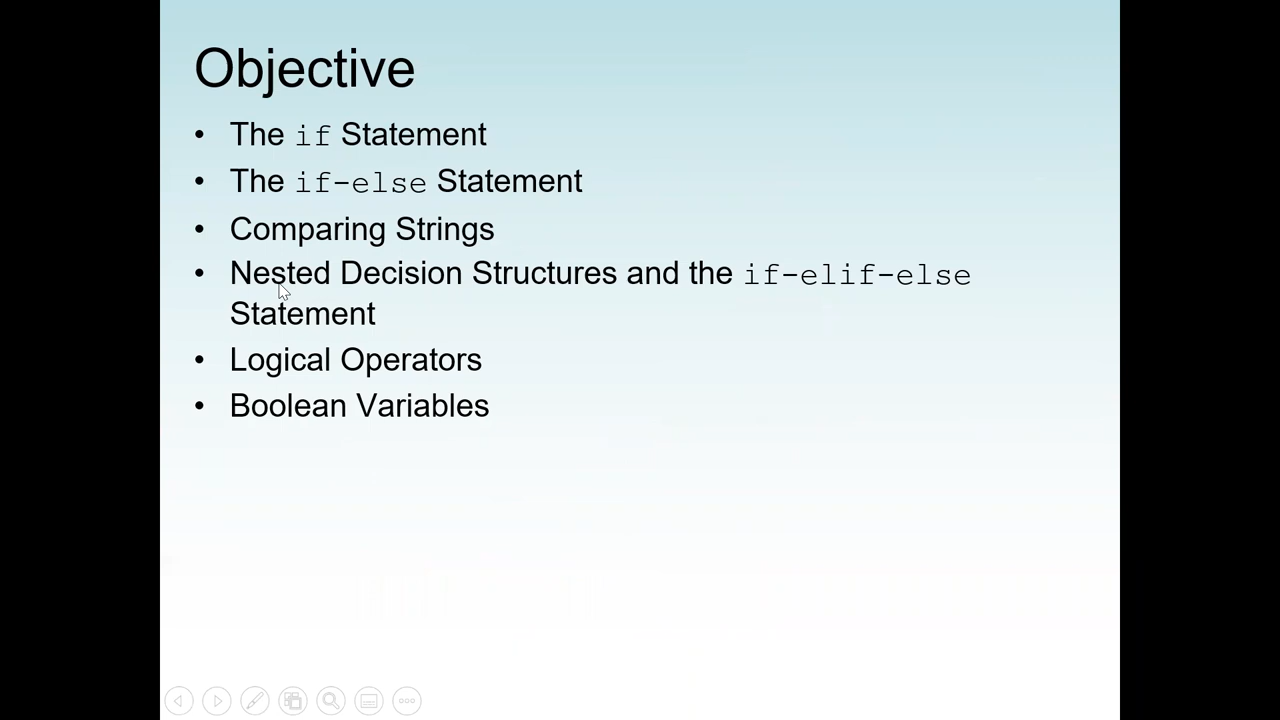 Objective
• The if Statement
• The if-else Statement
• Comparing Strings
• Nested Decision Structures and the if-elif-else
Statement
• Logical Operators
• Boolean Variables